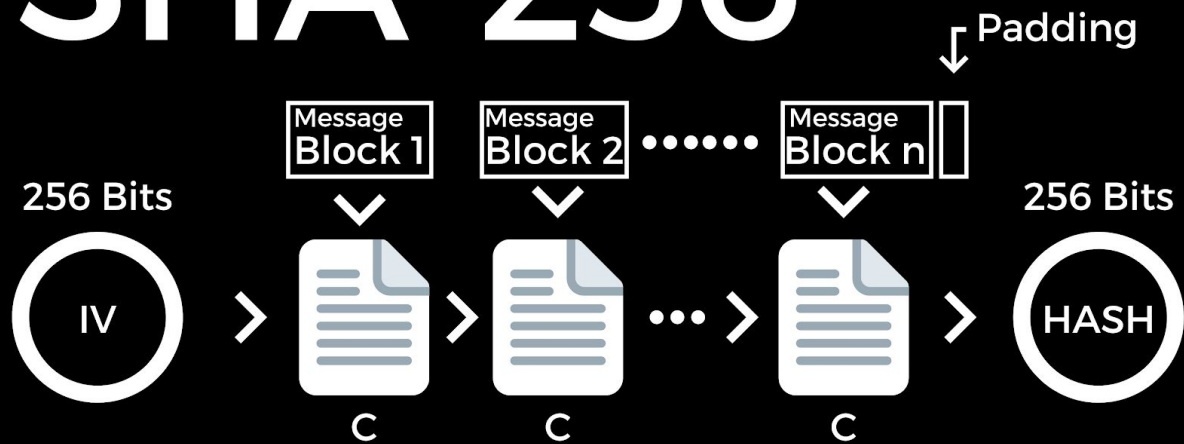 SHA 256
Padding
Message
Block 1
Message
Block 2
Message
Block n
256 Bits
256 Bits
IV
HASH
C
C
C